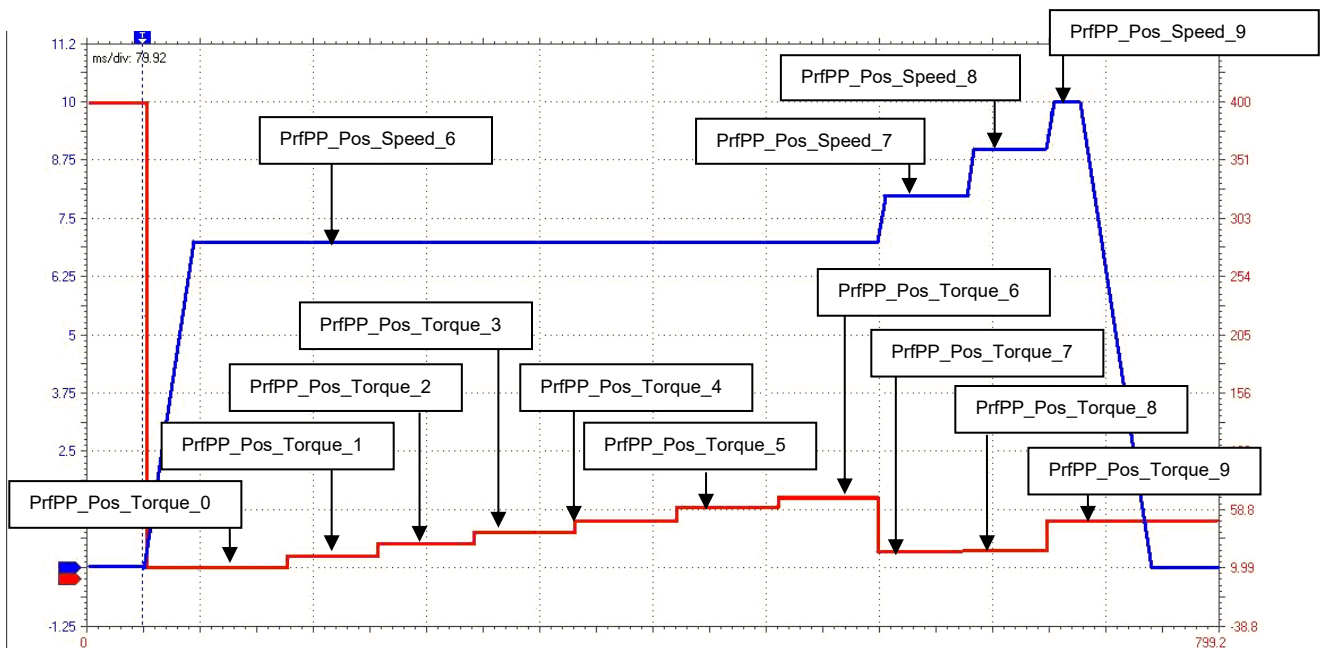 PrfPP_Pos_Speed_9
11.2
ms/div: 79.92
PrfPP_Pos_Speed_8
10
400
PrfPP_Pos_Speed_6
PrfPP_Pos_Speed_7
8.75
351
7.5
303
6.25
254
PrfPP_Pos_Torque_6
PrfPP_Pos_Torque_3
5
205
PrfPP_Pos_Torque_7
PrfPP_Pos_Torque_2
PrfPP_Pos_Torque_4
3.75
156
PrfPP_Pos_Torque_8
PrfPP_Pos_Torque_1
PrfPP_Pos_Torque_5
2.5
PrfPP_Pos_Torque_9
PrfPP_Pos_Torque_0
58.8
9.99
-1.25
-38.8
0
799.2